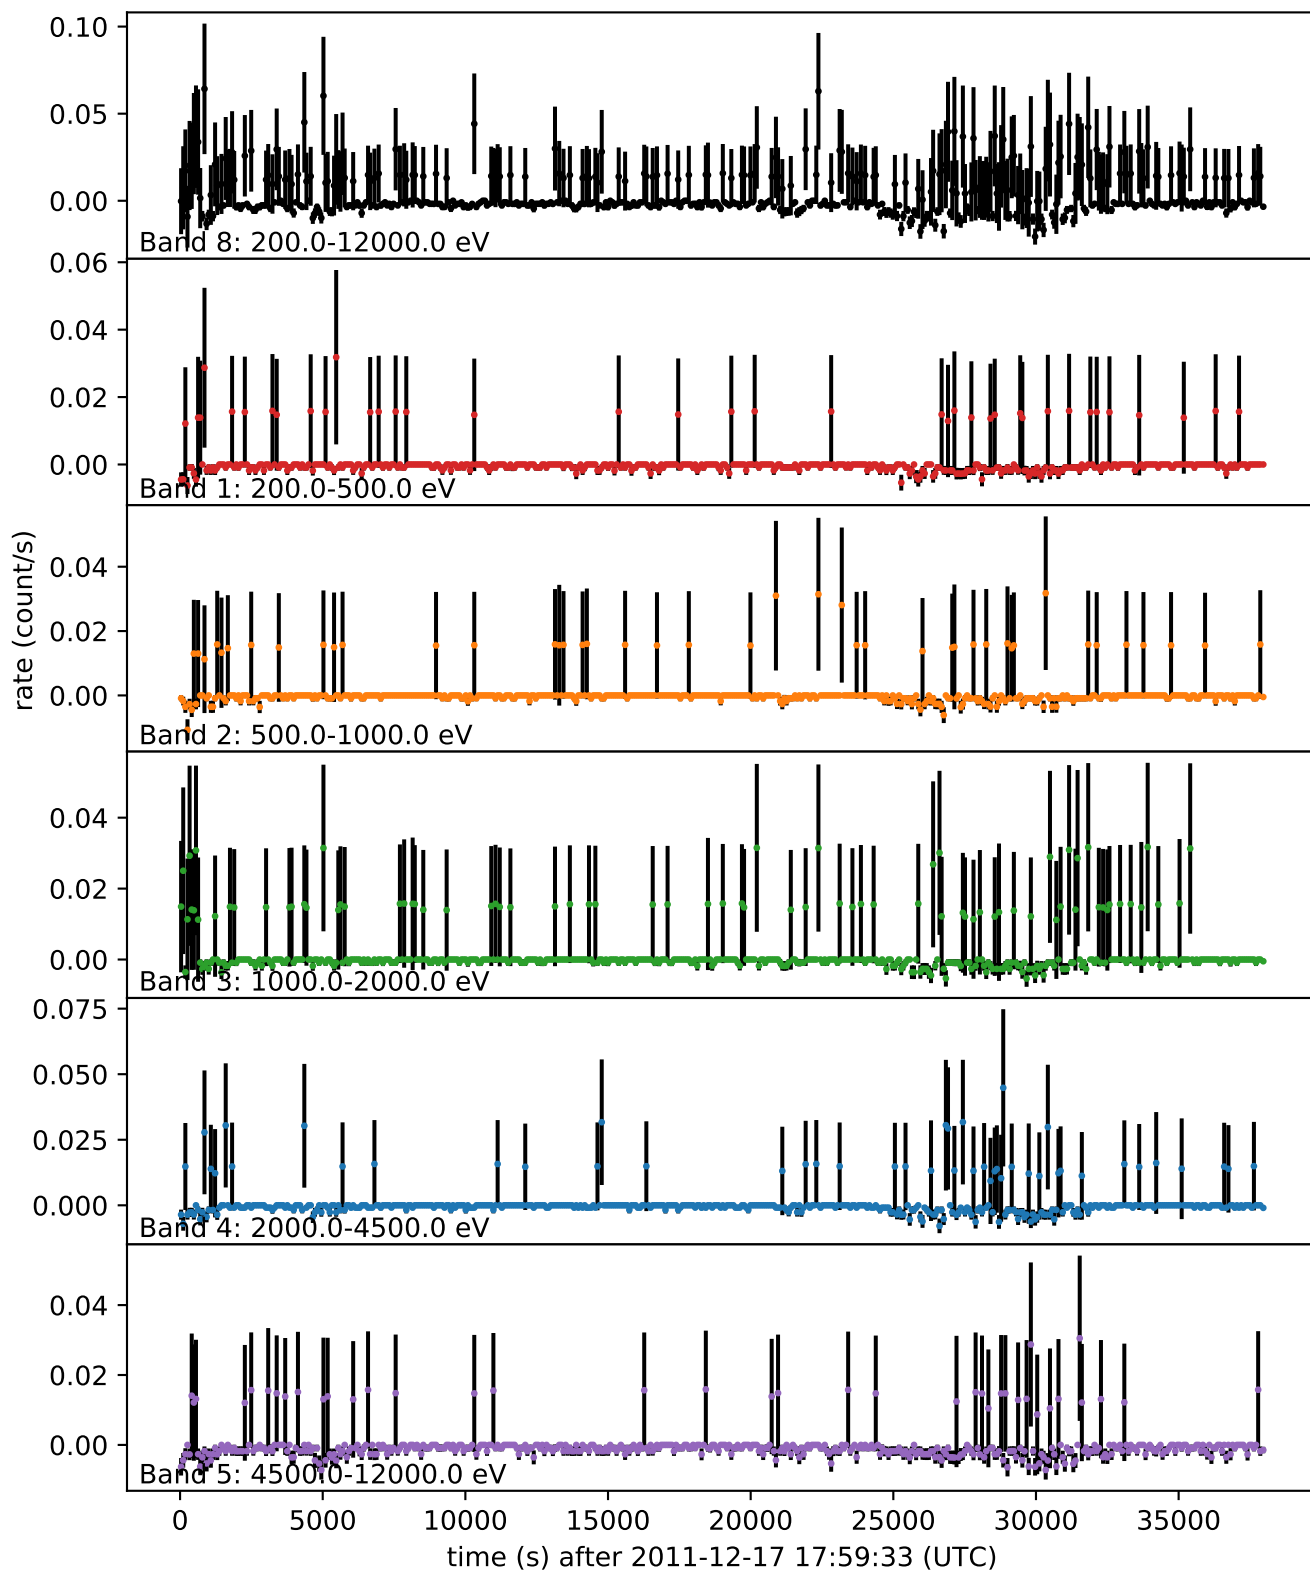 0.10
0.05
0.00
Band 8: 200.0-12000.0 eV
0.06
0.04
0.02
0.00
Band 1: 200.0-500.0 eV
rate (count/s)
0.04
0.02
0.00
Band 2: 500.0-1000.0 eV
0.04
0.02
0.00
Band 3: 1000.0-2000.0 eV
0.075
0.050
0.025
0.000
Band 4: 2000.0-4500.0 eV
0.04
0.02
0.00
Band 5: 4500.0-12000.0 eV
0 5000 10000 15000 20000 25000 30000 35000
time (s) after 2011-12-17 17:59:33 (UTC)